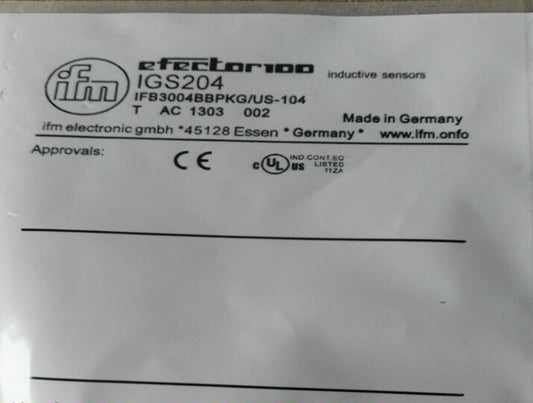 ifm
efector100 inductive sensors
IGS204
IFB3004BBPKG/US-104
T AC 1303 002 Made in Germany
ifm electronic gmbh *45128 Essen * Germany * www.ifm.onfo
Approvals: CE c UL US IND.CONT.EQ
LISTED
11ZA